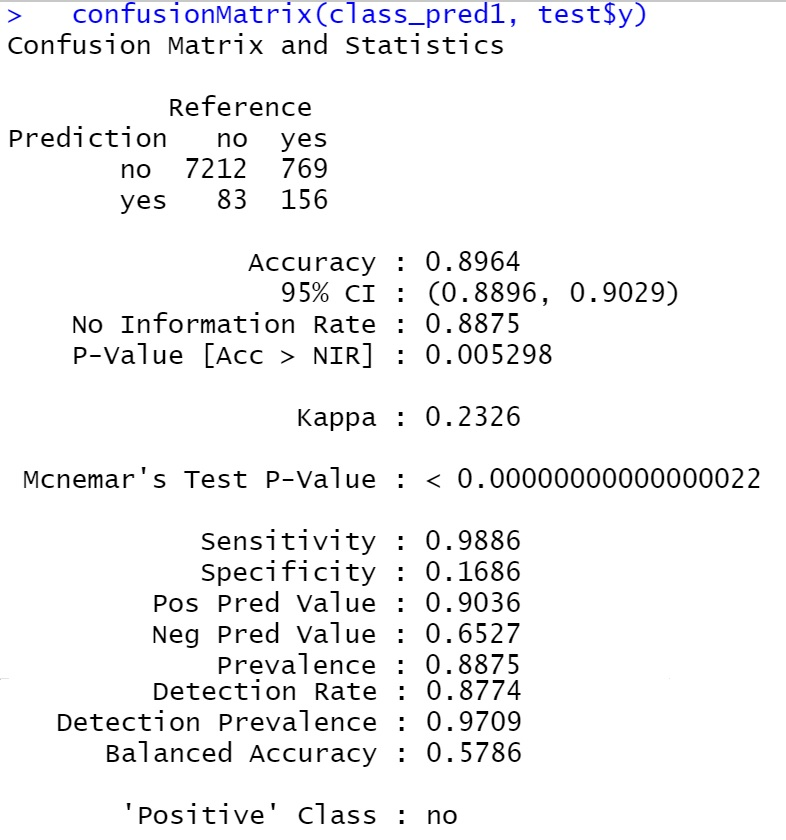 >   confusionMatrix(class_pred1, test$y)
Confusion Matrix and Statistics

          Reference
Prediction   no  yes
       no  7212  769
       yes   83  156

               Accuracy : 0.8964
                 95% CI : (0.8896, 0.9029)
    No Information Rate : 0.8875
    P-Value [Acc > NIR] : 0.005298

                  Kappa : 0.2326

 Mcnemar's Test P-Value : < 0.00000000000000022

            Sensitivity : 0.9886
            Specificity : 0.1686
         Pos Pred Value : 0.9036
         Neg Pred Value : 0.6527
             Prevalence : 0.8875
         Detection Rate : 0.8774
   Detection Prevalence : 0.9709
      Balanced Accuracy : 0.5786

       'Positive' Class : no